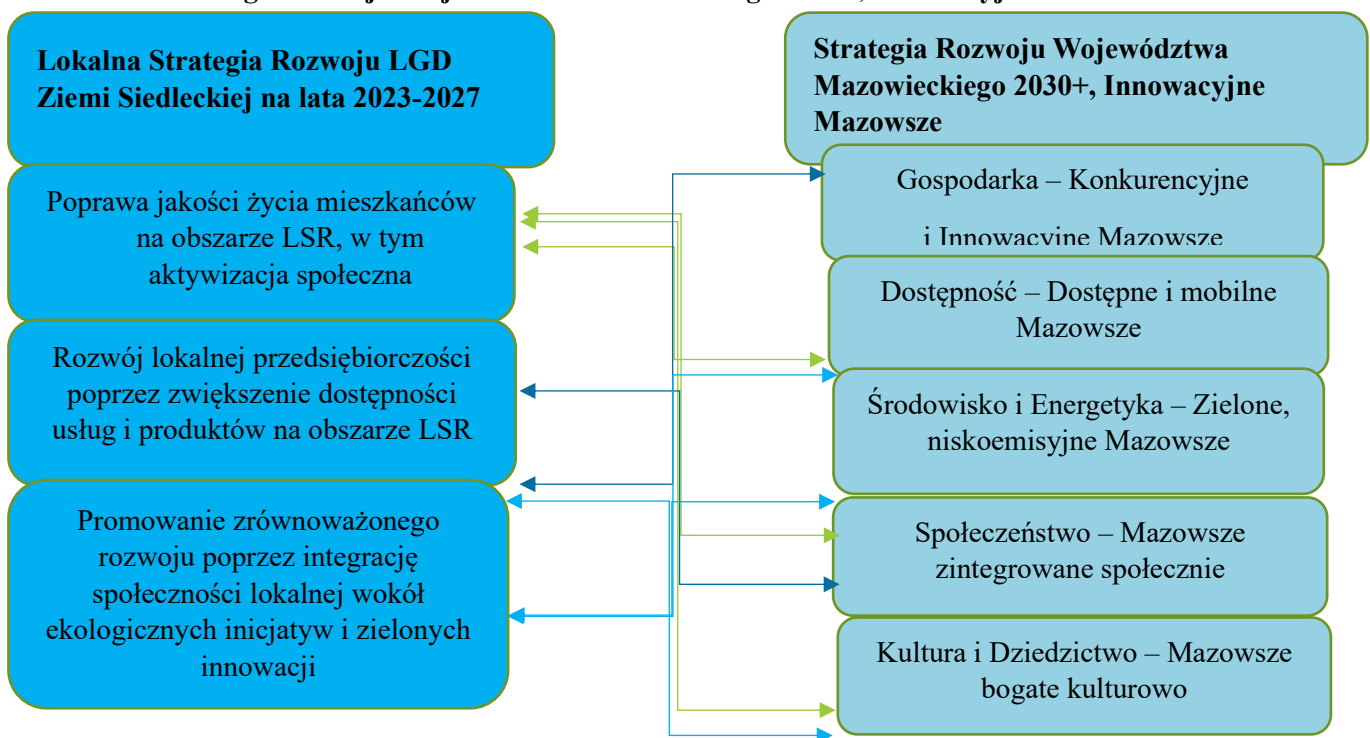 Lokalna Strategia Rozwoju LGD
Ziemi Siedleckiej na lata 2023-2027
Poprawa jakości życia mieszkańców
na obszarze LSR, w tym
aktywizacja społeczna
Rozwój lokalnej przedsiębiorczości
poprzez zwiększenie dostępności
usług i produktów na obszarze LSR
Promowanie zrównoważonego
rozwoju poprzez integrację
społeczności lokalnej wokół
ekologicznych inicjatyw i zielonych
innowacji
Strategia Rozwoju Województwa
Mazowieckiego 2030+, Innowacyjne
Mazowsze
Gospodarka – Konkurencyjne
i Innowacyjne Mazowsze
Dostępność – Dostępne i mobilne
Mazowsze
Środowisko i Energetyka – Zielone,
niskoemisyjne Mazowsze
Społeczeństwo – Mazowsze
zintegrowane społecznie
Kultura i Dziedzictwo – Mazowsze
bogate kulturowo